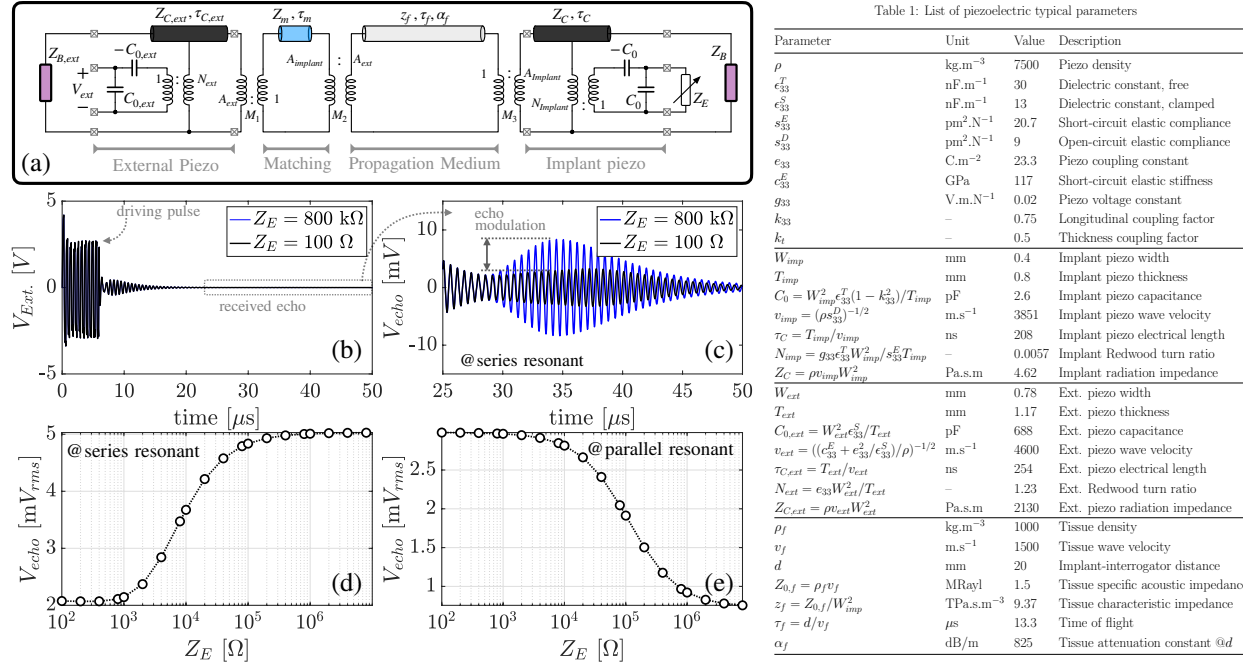 Z_{C,ext}, τ_{C,ext}
Z_m, τ_m
z_f, τ_f, α_f
Z_C, τ_C
Z_{B,ext}
−C_{0,ext}
V_{ext}
+
−
C_{0,ext}
1
:
N_{ext}
A_{ext}
:
1
M_1
A_{implant}
:
A_{ext}
M_2
1
:
A_{Implant}
M_3
N_{Implant}
:
1
−C_0
C_0
Z_E
Z_B
(a)
External Piezo
Matching
Propagation Medium
Implant piezo
V_{Ext.} [V]
5
0
-5
driving pulse
Z_E = 800 kΩ
Z_E = 100 Ω
received echo
(b)
0 10 20 30 40 50
time [μs]
V_{echo} [mV]
10
0
-10
echo
modulation
Z_E = 800 kΩ
Z_E = 100 Ω
@series resonant
(c)
25 30 35 40 45 50
time [μs]
V_{echo} [mV_{rms}]
5
4
3
2
@series resonant
(d)
10^2 10^3 10^4 10^5 10^6
Z_E [Ω]
V_{echo} [mV_{rms}]
2.5
2
1.5
1
@parallel resonant
(e)
10^2 10^3 10^4 10^5 10^6
Z_E [Ω]
Table 1: List of piezoelectric typical parameters
Parameter Unit Value Description
ρ kg.m^{-3} 7500 Piezo density
ϵ^T_{33} nF.m^{-1} 30 Dielectric constant, free
ϵ^S_{33} nF.m^{-1} 13 Dielectric constant, clamped
s^E_{33} pm^2.N^{-1} 20.7 Short-circuit elastic compliance
s^D_{33} pm^2.N^{-1} 9 Open-circuit elastic compliance
e_{33} C.m^{-2} 23.3 Piezo coupling constant
c^E_{33} GPa 117 Short-circuit elastic stiffness
g_{33} V.m.N^{-1} 0.02 Piezo voltage constant
k_{33} – 0.75 Longitudinal coupling factor
k_t – 0.5 Thickness coupling factor
W_{imp} mm 0.4 Implant piezo width
T_{imp} mm 0.8 Implant piezo thickness
C_0 = W^2_{imp}ϵ^T_{33}(1 − k^2_{33})/T_{imp} pF 2.6 Implant piezo capacitance
v_{imp} = (ρs^D_{33})^{-1/2} m.s^{-1} 3851 Implant piezo wave velocity
τ_C = T_{imp}/v_{imp} ns 208 Implant piezo electrical length
N_{imp} = g_{33}ϵ^T_{33}W^2_{imp}/s^E_{33}T_{imp} – 0.0057 Implant Redwood turn ratio
Z_C = ρv_{imp}W^2_{imp} Pa.s.m 4.62 Implant radiation impedance
W_{ext} mm 0.78 Ext. piezo width
T_{ext} mm 1.17 Ext. piezo thickness
C_{0,ext} = W^2_{ext}ϵ^S_{33}/T_{ext} pF 688 Ext. piezo capacitance
v_{ext} = ((c^E_{33} + e^2_{33}/ϵ^S_{33})/ρ)^{-1/2} m.s^{-1} 4600 Ext. piezo wave velocity
τ_{C,ext} = T_{ext}/v_{ext} ns 254 Ext. piezo electrical length
N_{ext} = e_{33}W^2_{ext}/T_{ext} – 1.23 Ext. Redwood turn ratio
Z_{C,ext} = ρv_{ext}W^2_{ext} Pa.s.m 2130 Ext. piezo radiation impedance
ρ_f kg.m^{-3} 1000 Tissue density
v_f m.s^{-1} 1500 Tissue wave velocity
d mm 20 Implant-interrogator distance
Z_{0,f} = ρ_f v_f MRayl 1.5 Tissue specific acoustic impedance
z_f = Z_{0,f}/W^2_{imp} TPa.s.m^{-3} 9.37 Tissue characteristic impedance
τ_f = d/v_f μs 13.3 Time of flight
α_f dB/m 825 Tissue attenuation constant @d